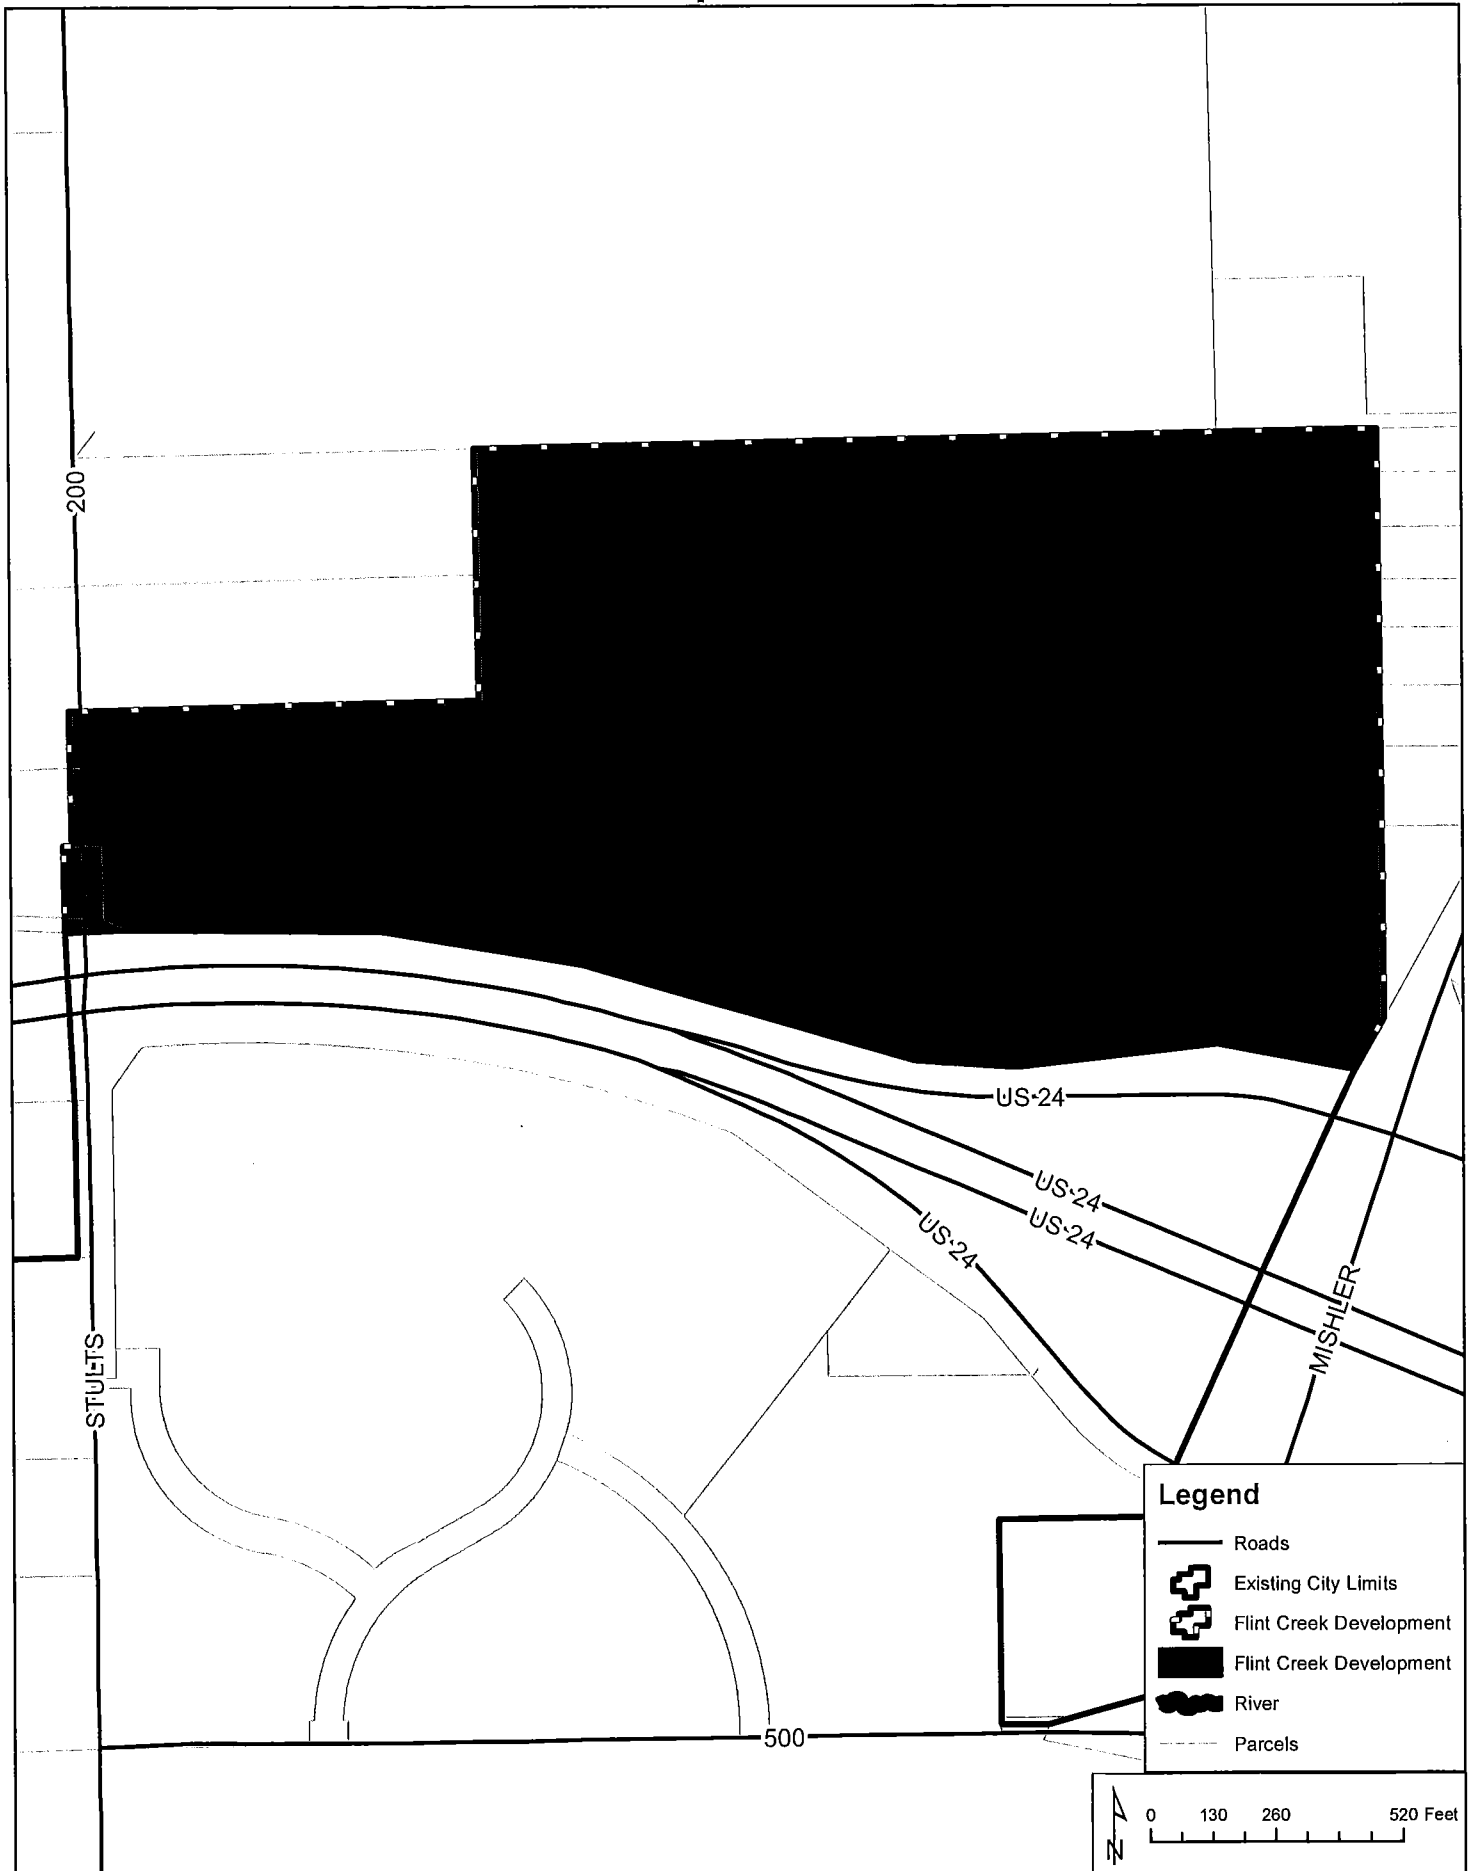 200
US-24
US-24
US-24
US-24
MISHLER
STULTS
500
Legend
Roads
Existing City Limits
Flint Creek Development
Flint Creek Development
River
Parcels
N
0 130 260 520 Feet